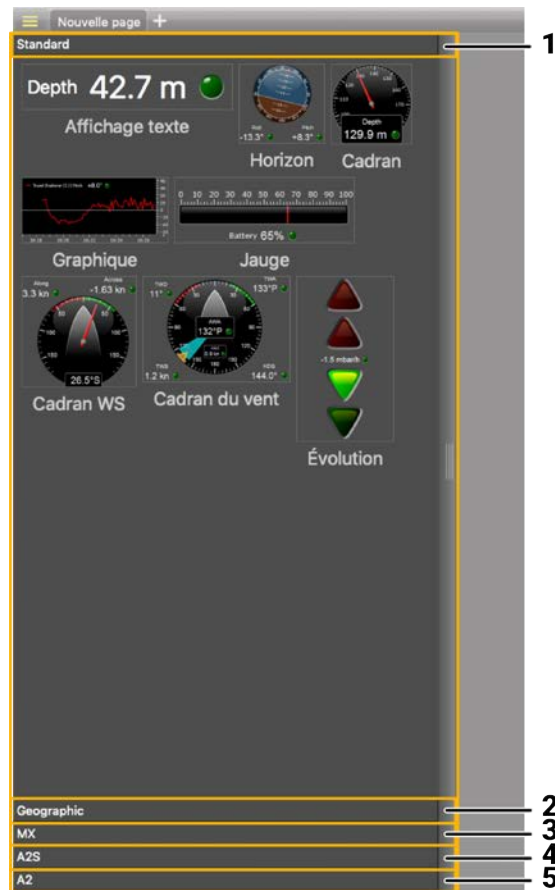 Nouvelle page +
Standard
1
Depth 42.7 m
Affichage texte
Roll
Pitch
-13.3°
+8.3°
Horizon
Depth
129.9 m
Cadran
+8.0°
Graphique
0 10 20 30 40 50 60 70 80 90 100
Battery 65%
Jauge
Along
3.3 kn
Across
-1.63 kn
26.5°S
Cadran WS
TWD
11°
TWA
133°P
AWA
132°P
TWS
1.2 kn
144.0°
Cadran du vent
-1.5 mbar/h
Évolution
Geographic
2
MX
3
A2S
4
A2
5